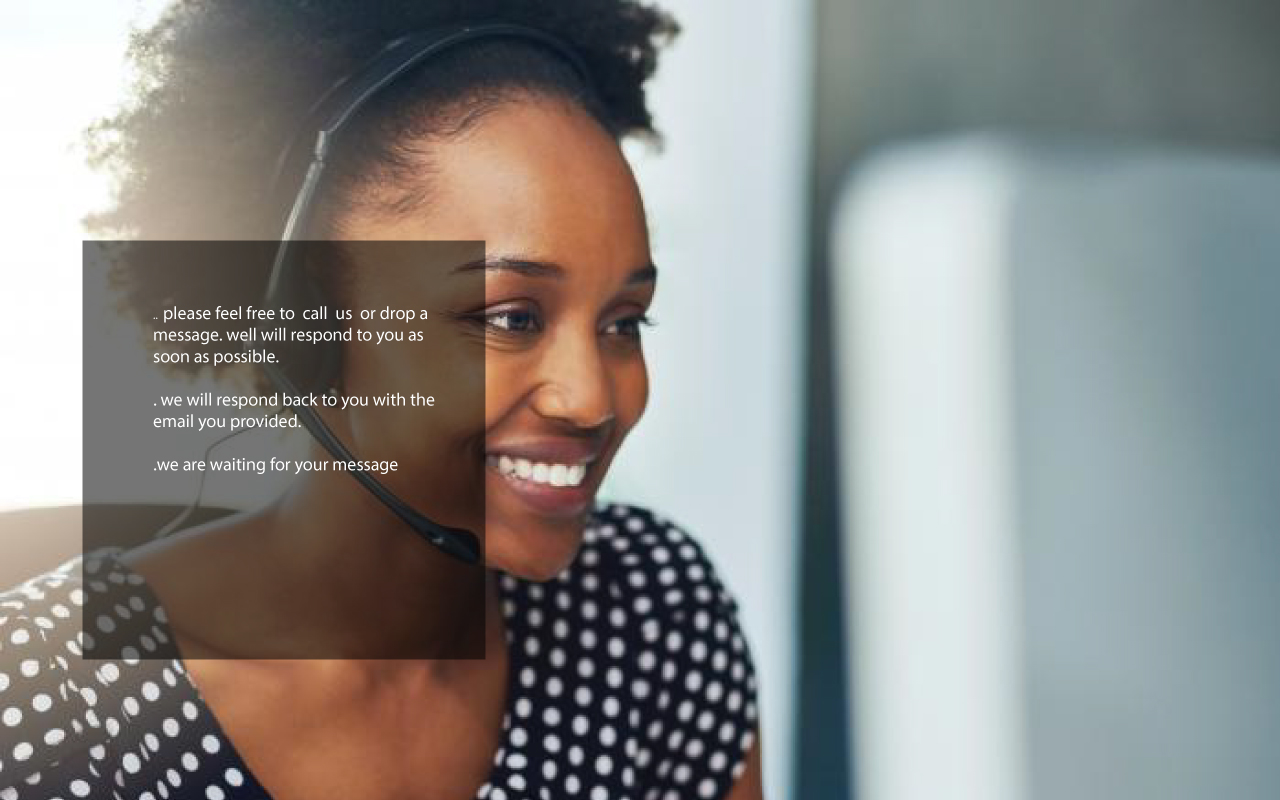 .. please feel free to  call  us  or drop a
message. well will respond to you as
soon as possible.
. we will respond back to you with the
email you provided.
.we are waiting for your message